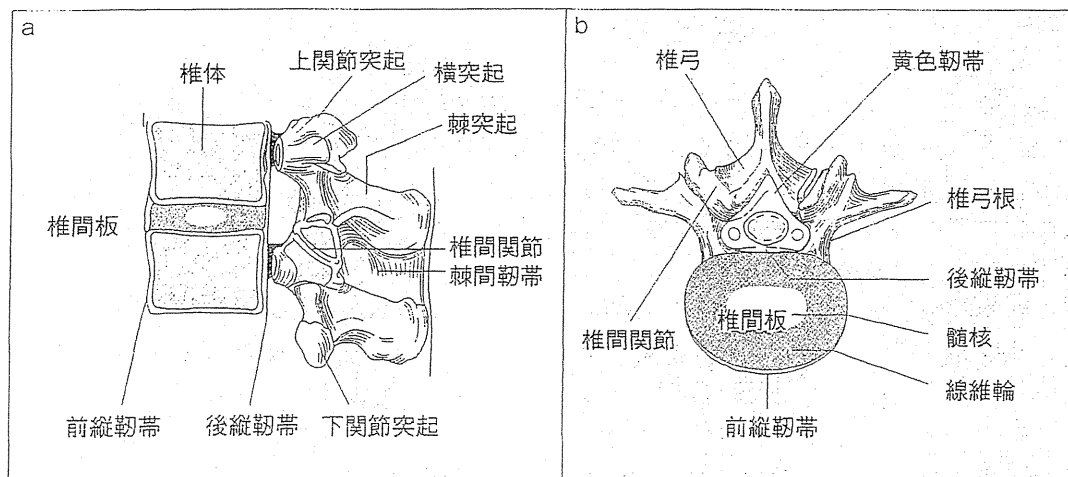 a
椎体
上関節突起
横突起
棘突起
椎間板
椎間関節
棘間靭帯
前縦靭帯
後縦靭帯
下関節突起
b
椎弓
黄色靭帯
椎弓根
後縦靭帯
椎間板
髄核
椎間関節
線維輪
前縦靭帯